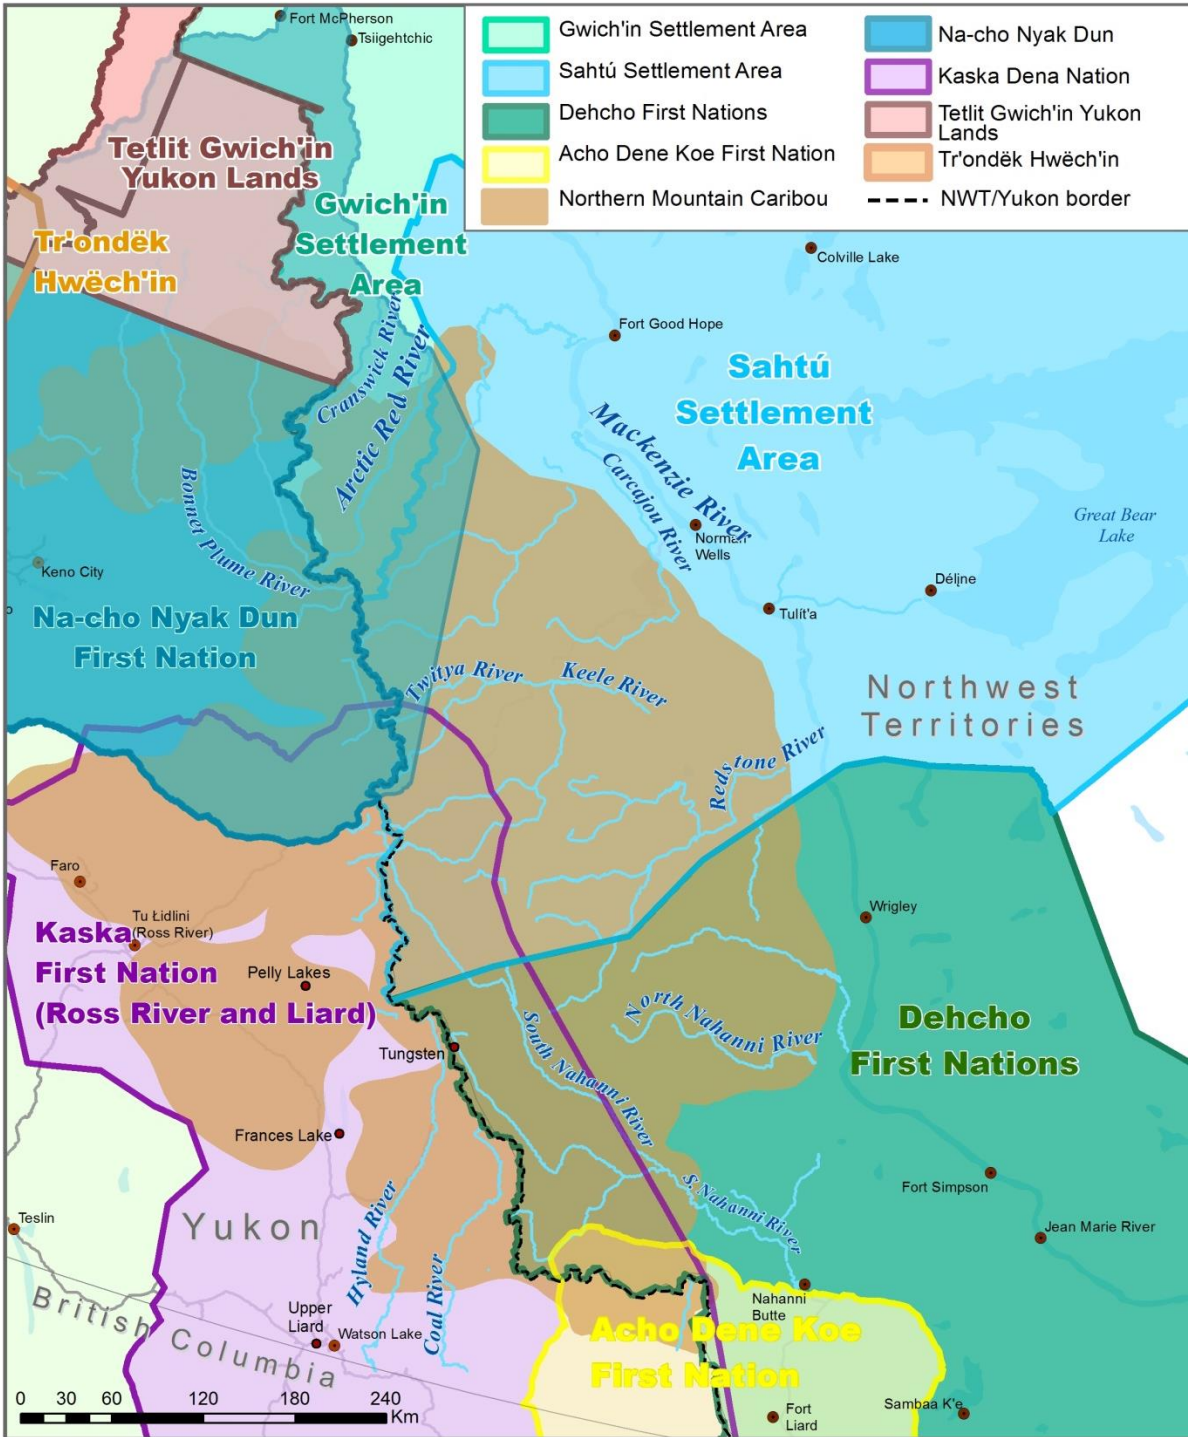 Fort McPherson
Tsiigehtchic
Gwich'in Settlement Area
Sahtú Settlement Area
Dehcho First Nations
Acho Dene Koe First Nation
Northern Mountain Caribou
Na-cho Nyak Dun
Kaska Dena Nation
Tetlit Gwich'in Yukon
Lands
Tr'ondëk Hwëch'in
NWT/Yukon border
Tetlit Gwich'in
Yukon Lands
Gwich'in
Settlement
Area
Tr'ondëk
Hwëch'in
Colville Lake
Fort Good Hope
Sahtú
Settlement
Area
Cranswick River
Arctic Red River
Mackenzie River
Carcajou River
Norman
Wells
Great Bear
Lake
Bonnet Plume River
Keno City
o
Délįne
Tulít'a
Na-cho Nyak Dun
First Nation
Twitya River
Keele River
Northwest
Territories
Redstone River
Faro
Tu Łidlini
(Ross River)
Wrigley
Kaska
First Nation
(Ross River and Liard)
Pelly Lakes
North Nahanni River
South Nahanni River
Dehcho
First Nations
Tungsten
Frances Lake
S. Nahanni River
Fort Simpson
Jean Marie River
Teslin
Yukon
Hyland River
Coal River
British Columbia
Nahanni
Butte
Upper
Liard
Watson Lake
Acho Dene Koe
First Nation
Fort
Liard
Sambaa K'e
0 30 60 120 180 240
Km